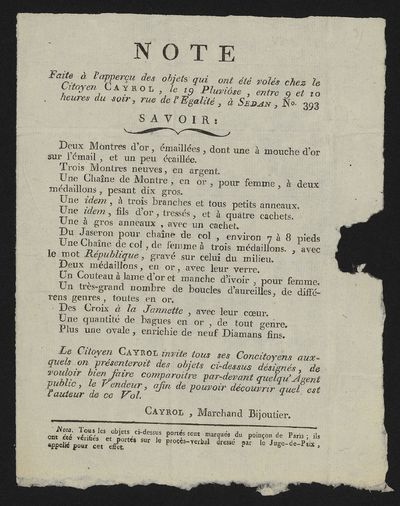 NOTE
Faite à l'apperçu des objets qui ont été volés chez le
Citoyen CAYROL, le 19 Pluviôse, entre 9 et 10
heures du soir, rue de l'Egalité, à SEDAN, No. 393
SAVOIR:
Deux Montres d'or, émaillées, dont une à mouche d'or
sur l'émail, et un peu écaillée.
Trois Montres neuves, en argent.
Une Chaîne de Montre, en or, pour femme, à deux
médaillons, pesant dix gros.
Une idem, à trois branches et tous petits anneaux.
Une idem, fils d'or, tressés, et à quatre cachets.
Une à gros anneaux, avec un cachet.
Du Jaseron pour chaîne de col, environ 7 à 8 pieds
Une Chaîne de col, de femme à trois médaillons., avec
le mot République, gravé sur celui du milieu.
Deux médaillons, en or, avec leur verre.
Un Couteau à lame d'or et manche d'ivoir, pour femme.
Un très-grand nombre de boucles d'aureilles, de diffé-
rens genres, toutes en or.
Des Croix à la Jannette, avec leur cœur.
Une quantité de bagues en or, de tout genre.
Plus une ovale, enrichie de neuf Diamans fins.
Le Citoyen CAYROL invite tous ses Concitoyens aux-
quels on présenteroit des objets ci-dessus désignés, de
vouloir bien faire comparoitre par-devant quelqu'Agent
public, le Vendeur, afin de pouvoir découvrir quel est
l'auteur de ce Vol.
CAYROL, Marchand Bijoutier.
Nota. Tous les objets ci-dessus portés sont marqués du poinçon de Paris; ils
ont été vérifiés et portés sur le procès-verbal dressé par le Juge-de-Paix,
appellé pour cet effet.